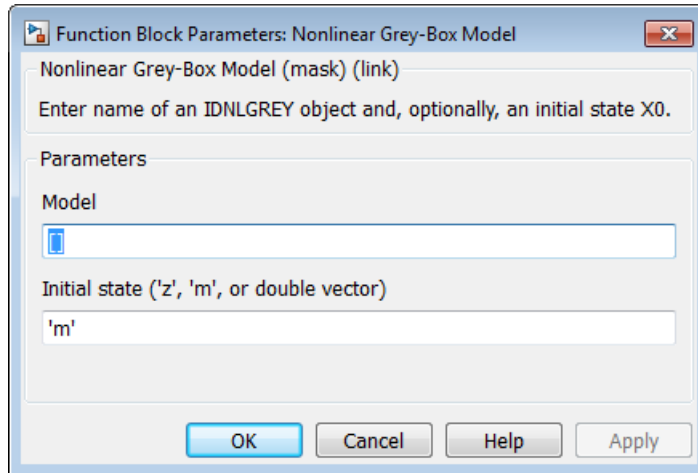 Function Block Parameters: Nonlinear Grey-Box Model
Nonlinear Grey-Box Model (mask) (link)
Enter name of an IDNLGREY object and, optionally, an initial state X0.
Parameters
Model
[]
Initial state ('z', 'm', or double vector)
'm'
OK Cancel Help Apply